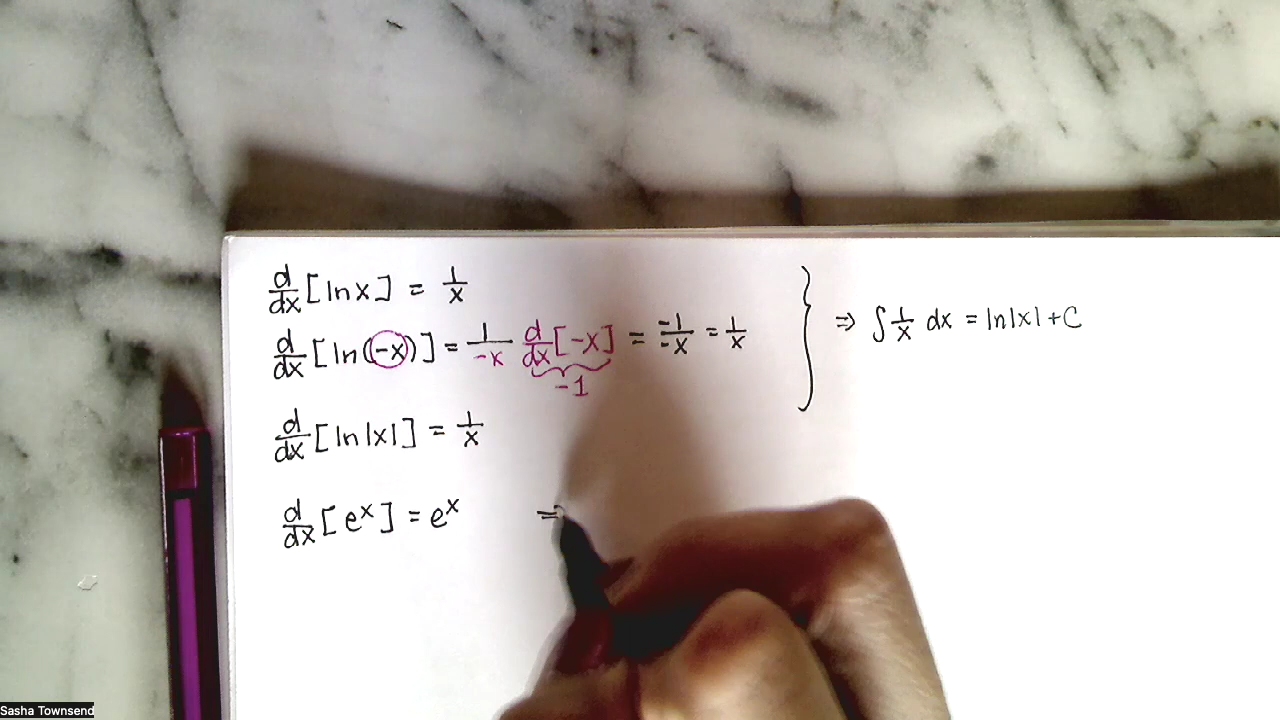 d/dx [ln x] = 1/x
d/dx [ln(-x)] = 1/-x d/dx [-x] = -1/-x = 1/x } ⇒ ∫ 1/x dx = ln|x| + C
-1
d/dx [ln|x|] = 1/x
d/dx [e^x] = e^x ⇒
Sasha Townsend